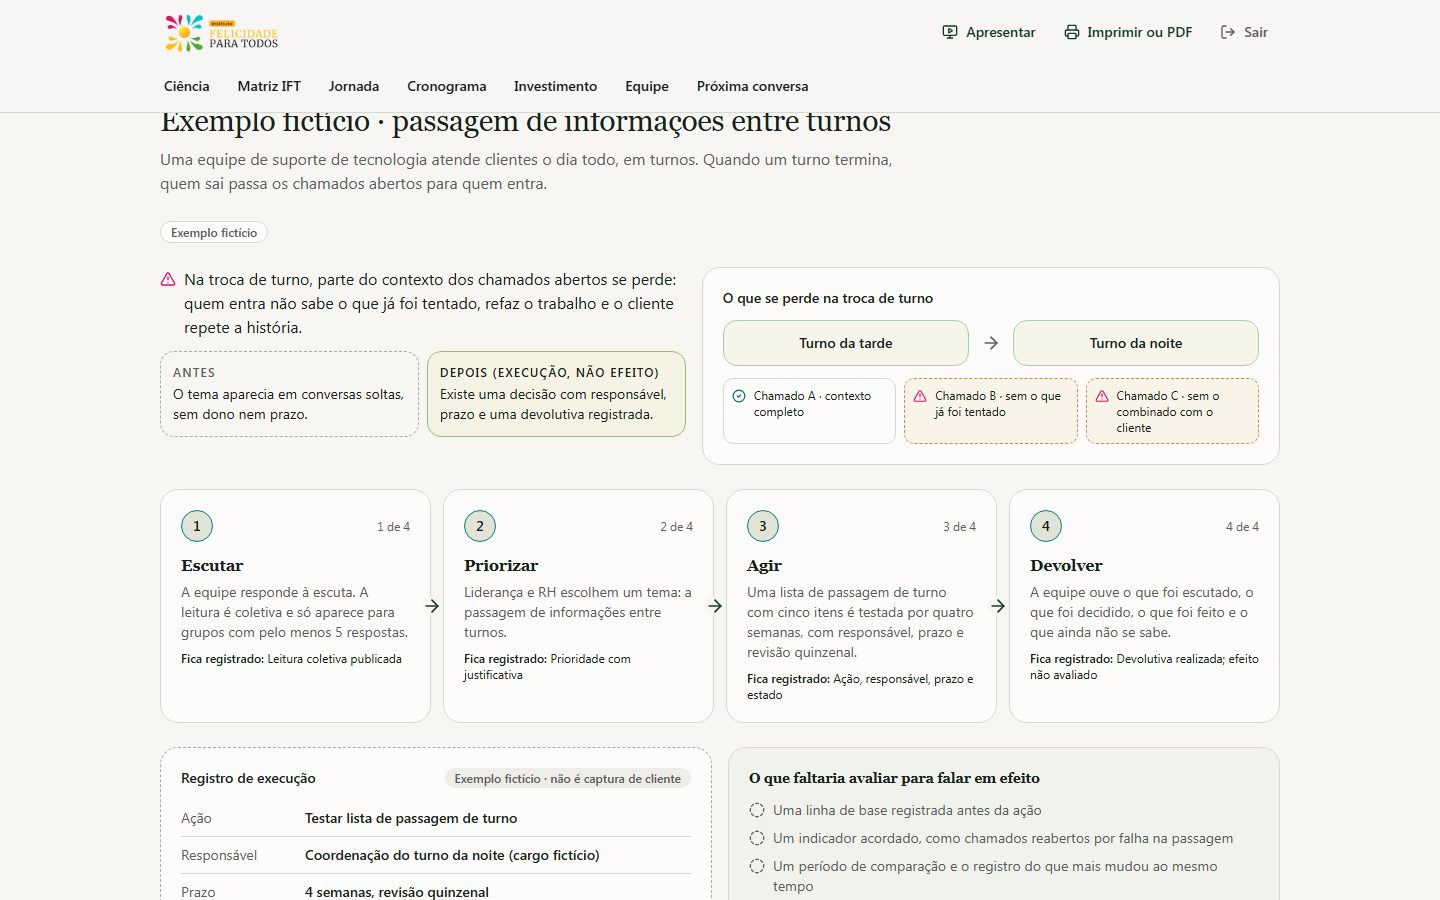 Instituto
FELICIDADE
PARA TODOS
Apresentar
Imprimir ou PDF
Sair
Ciência
Matriz IFT
Jornada
Cronograma
Investimento
Equipe
Próxima conversa
Exemplo fictício · passagem de informações entre turnos
Uma equipe de suporte de tecnologia atende clientes o dia todo, em turnos. Quando um turno termina,
quem sai passa os chamados abertos para quem entra.
Exemplo fictício
Na troca de turno, parte do contexto dos chamados abertos se perde:
quem entra não sabe o que já foi tentado, refaz o trabalho e o cliente
repete a história.
ANTES
O tema aparecia em conversas soltas,
sem dono nem prazo.
DEPOIS (EXECUÇÃO, NÃO EFEITO)
Existe uma decisão com responsável,
prazo e uma devolutiva registrada.
O que se perde na troca de turno
Turno da tarde
Turno da noite
Chamado A · contexto
completo
Chamado B · sem o que
já foi tentado
Chamado C · sem o
combinado com o
cliente
1
1 de 4
Escutar
A equipe responde à escuta. A
leitura é coletiva e só aparece para
grupos com pelo menos 5 respostas.
Fica registrado: Leitura coletiva publicada
2
2 de 4
Priorizar
Liderança e RH escolhem um tema: a
passagem de informações entre
turnos.
Fica registrado: Prioridade com
justificativa
3
3 de 4
Agir
Uma lista de passagem de turno
com cinco itens é testada por quatro
semanas, com responsável, prazo e
revisão quinzenal.
Fica registrado: Ação, responsável, prazo e
estado
4
4 de 4
Devolver
A equipe ouve o que foi escutado, o
que foi decidido, o que foi feito e o
que ainda não se sabe.
Fica registrado: Devolutiva realizada; efeito
não avaliado
Registro de execução
Exemplo fictício · não é captura de cliente
Ação
Testar lista de passagem de turno
Responsável
Coordenação do turno da noite (cargo fictício)
Prazo
4 semanas, revisão quinzenal
O que faltaria avaliar para falar em efeito
Uma linha de base registrada antes da ação
Um indicador acordado, como chamados reabertos por falha na passagem
Um período de comparação e o registro do que mais mudou ao mesmo
tempo